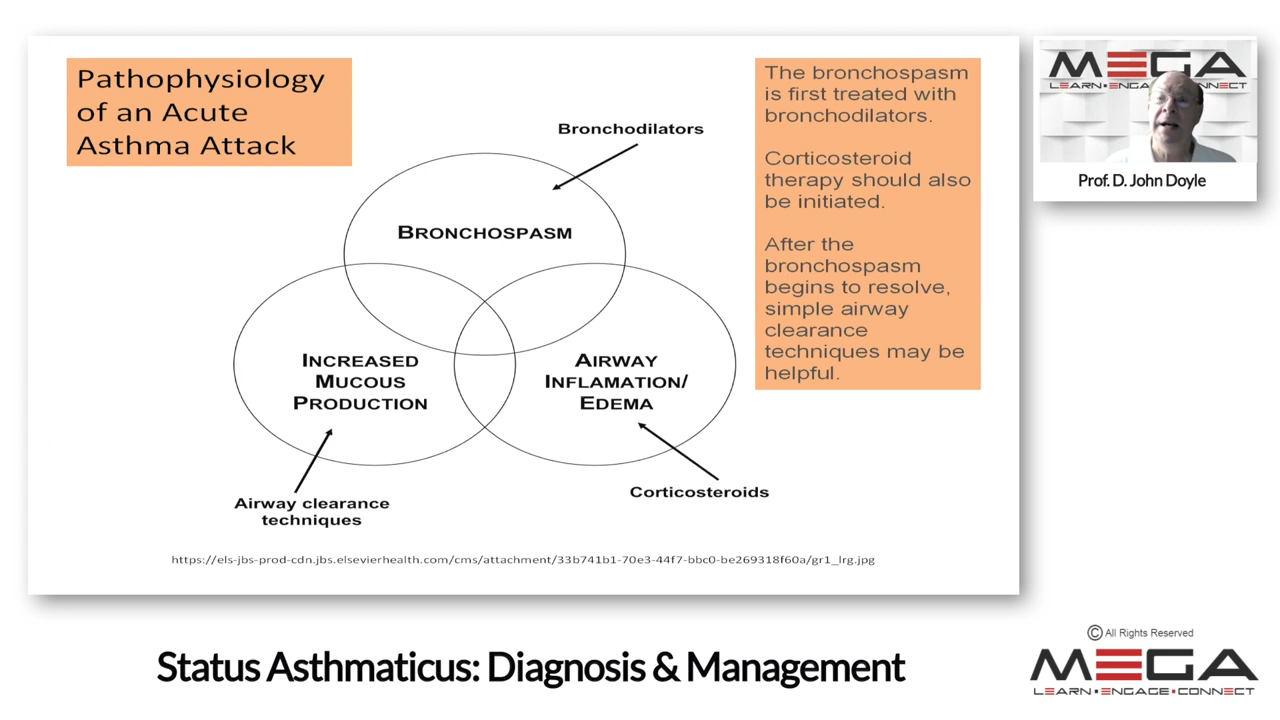 Pathophysiology
of an Acute
Asthma Attack
Bronchodilators
BRONCHOSPASM
INCREASED
MUCOUS
PRODUCTION
AIRWAY
INFLAMATION/
EDEMA
Airway clearance
techniques
Corticosteroids
https://els-jbs-prod-cdn.jbs.elsevierhealth.com/cms/attachment/33b741b1-70e3-44f7-bbc0-be269318f60a/gr1_lrg.jpg
The bronchospasm
is first treated with
bronchodilators.
Corticosteroid
therapy should also
be initiated.
After the
bronchospasm
begins to resolve,
simple airway
clearance
techniques may be
helpful.
MEGA
Prof. D. John Doyle
Status Asthmaticus: Diagnosis & Management
© All Rights Reserved
MEGA
LEARN▪ENGAGE▪CONNECT